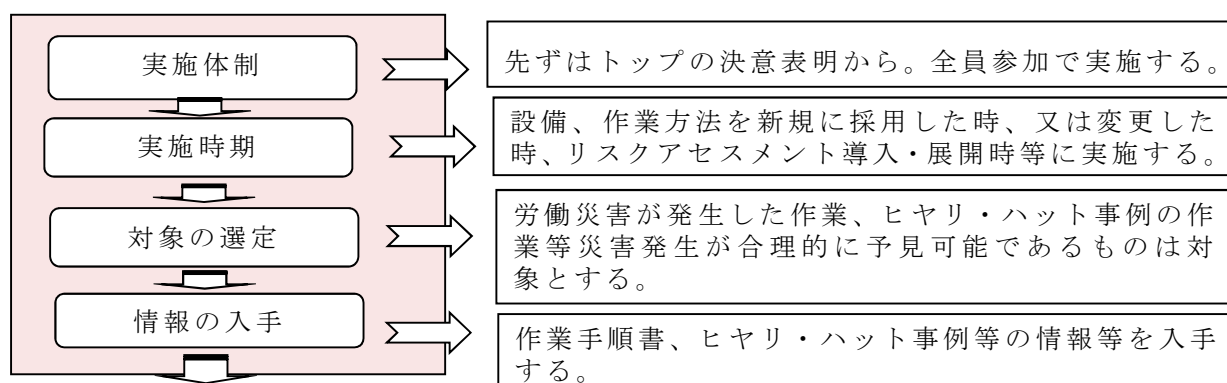 実施体制
先ずはトップの決意表明から。全員参加で実施する。
実施時期
設備、作業方法を新規に採用した時、又は変更した
時、リスクアセスメント導入・展開時等に実施する。
対象の選定
労働災害が発生した作業、ヒヤリ・ハット事例の作
業等災害発生が合理的に予見可能であるものは対
象とする。
情報の入手
作業手順書、ヒヤリ・ハット事例等の情報等を入手
する。